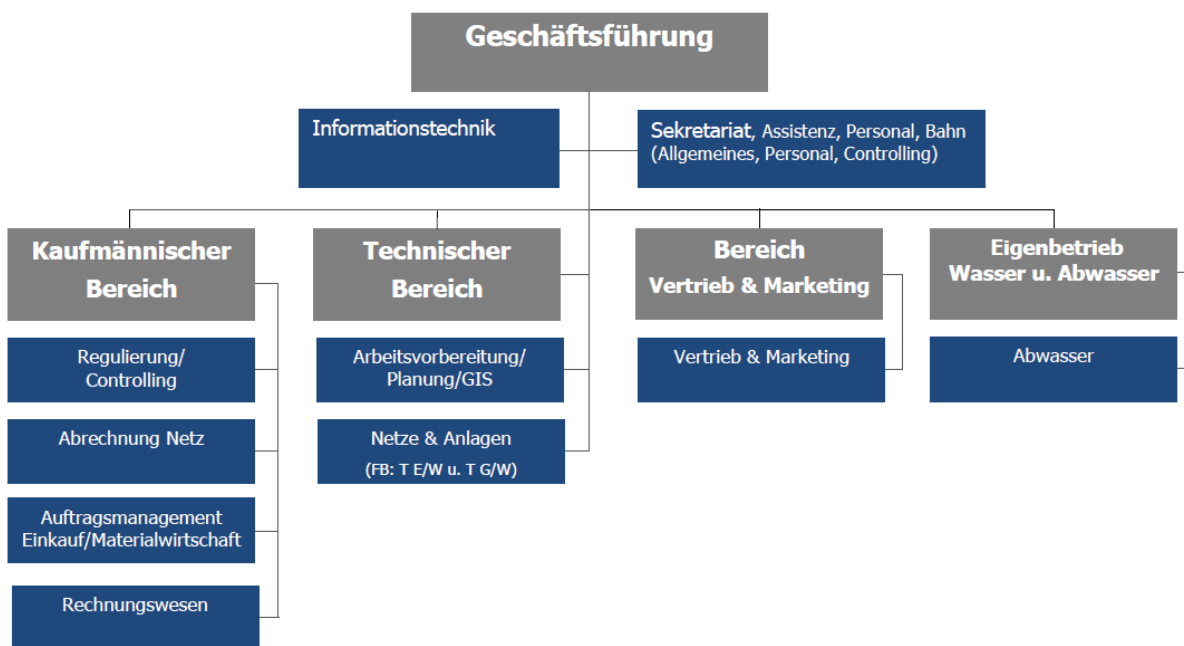 Geschäftsführung
Informationstechnik
Sekretariat, Assistenz, Personal, Bahn
(Allgemeines, Personal, Controlling)
Kaufmännischer
Bereich
Technischer
Bereich
Bereich
Vertrieb & Marketing
Eigenbetrieb
Wasser u. Abwasser
Regulierung/
Controlling
Arbeitsvorbereitung/
Planung/GIS
Vertrieb & Marketing
Abwasser
Abrechnung Netz
Netze & Anlagen
(FB: T E/W u. T G/W)
Auftragsmanagement
Einkauf/Materialwirtschaft
Rechnungswesen